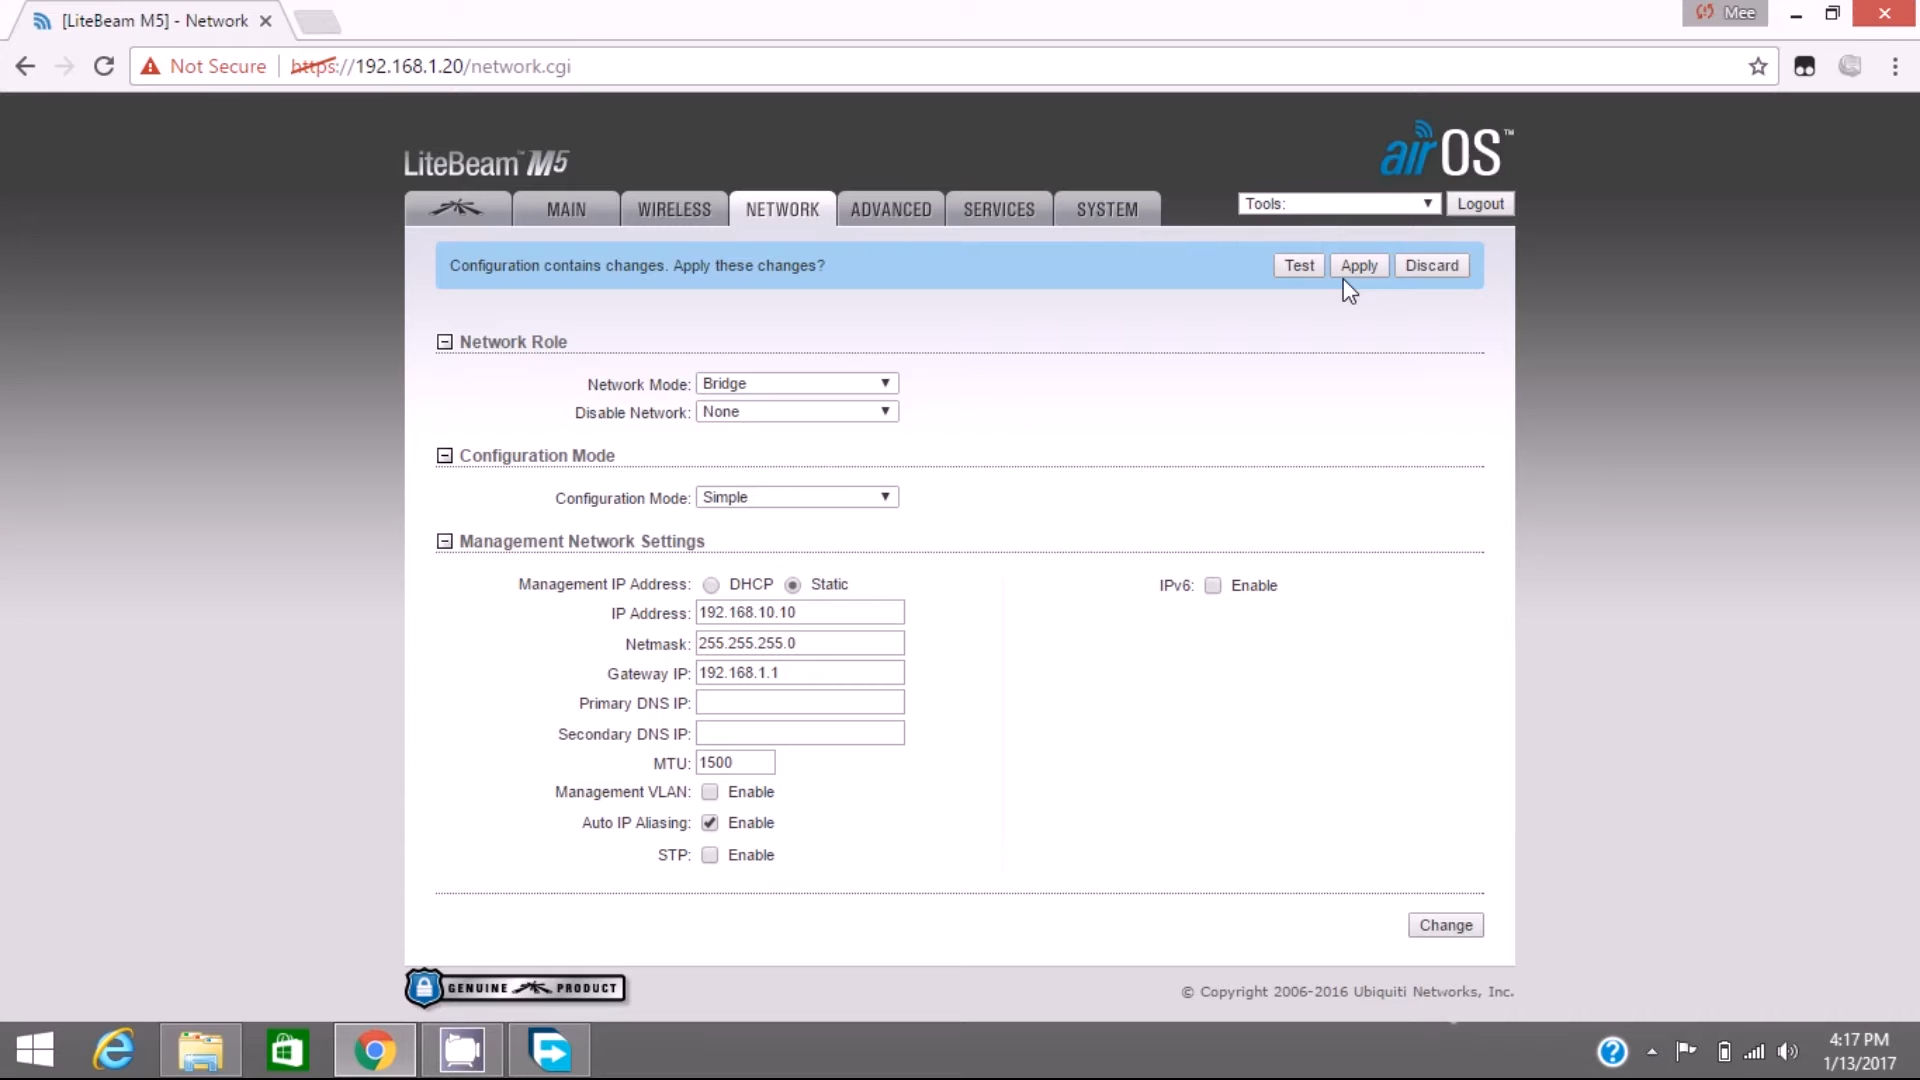 [LiteBeam M5] - Network
Mee
Not Secure https://192.168.1.20/network.cgi
LiteBeam™ M5
airOS™
MAIN
WIRELESS
NETWORK
ADVANCED
SERVICES
SYSTEM
Tools:
Logout
Configuration contains changes. Apply these changes?
Test
Apply
Discard
Network Role
Network Mode: Bridge
Disable Network: None
Configuration Mode
Configuration Mode: Simple
Management Network Settings
Management IP Address: DHCP Static
IPv6: Enable
IP Address: 192.168.10.10
Netmask: 255.255.255.0
Gateway IP: 192.168.1.1
Primary DNS IP:
Secondary DNS IP:
MTU: 1500
Management VLAN: Enable
Auto IP Aliasing: Enable
STP: Enable
Change
GENUINE PRODUCT
© Copyright 2006-2016 Ubiquiti Networks, Inc.
4:17 PM
1/13/2017